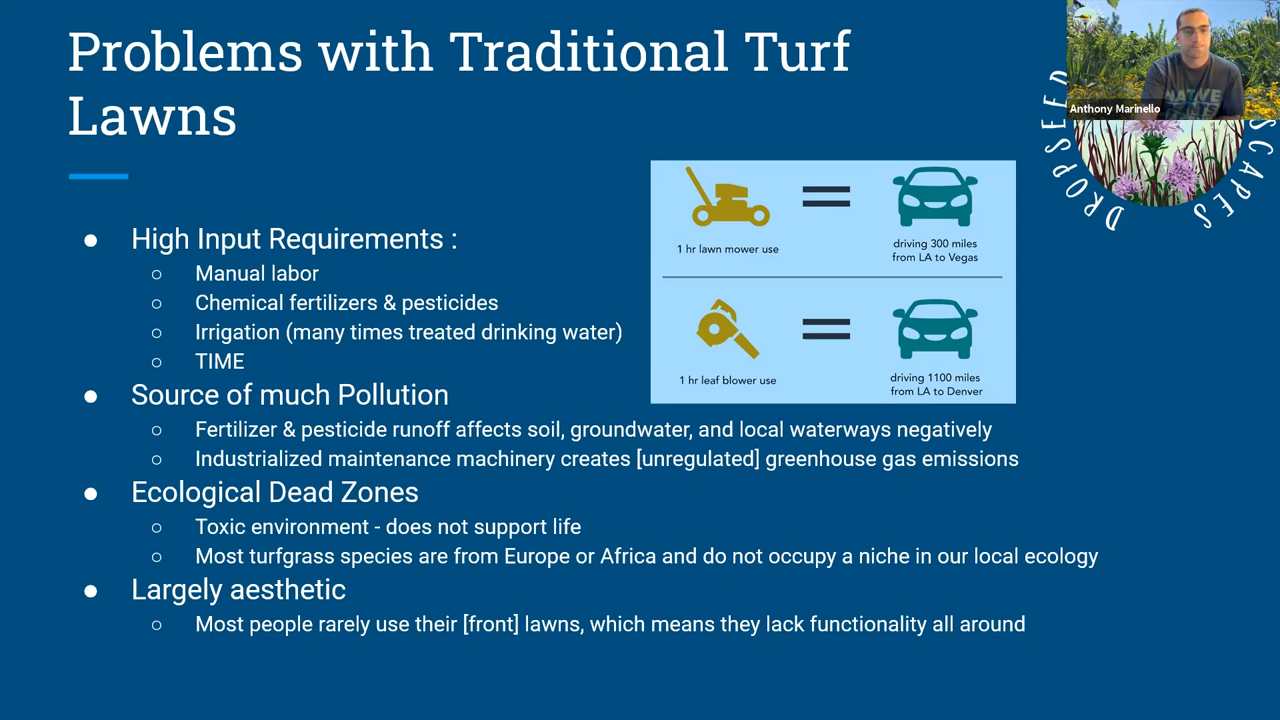 Problems with Traditional Turf
Lawns
Anthony Marinello
NATIVE
DROPSEED
SCAPES
1 hr lawn mower use
driving 300 miles
from LA to Vegas
1 hr leaf blower use
driving 1100 miles
from LA to Denver
● High Input Requirements :
○ Manual labor
○ Chemical fertilizers & pesticides
○ Irrigation (many times treated drinking water)
○ TIME
● Source of much Pollution
○ Fertilizer & pesticide runoff affects soil, groundwater, and local waterways negatively
○ Industrialized maintenance machinery creates [unregulated] greenhouse gas emissions
● Ecological Dead Zones
○ Toxic environment - does not support life
○ Most turfgrass species are from Europe or Africa and do not occupy a niche in our local ecology
● Largely aesthetic
○ Most people rarely use their [front] lawns, which means they lack functionality all around